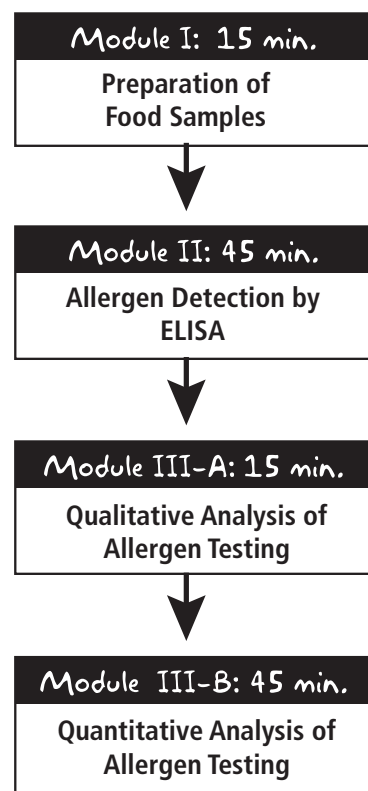 Module I: 15 min.
Preparation of
Food Samples
Module II: 45 min.
Allergen Detection by
ELISA
Module III-A: 15 min.
Qualitative Analysis of
Allergen Testing
Module III-B: 45 min.
Quantitative Analysis of
Allergen Testing